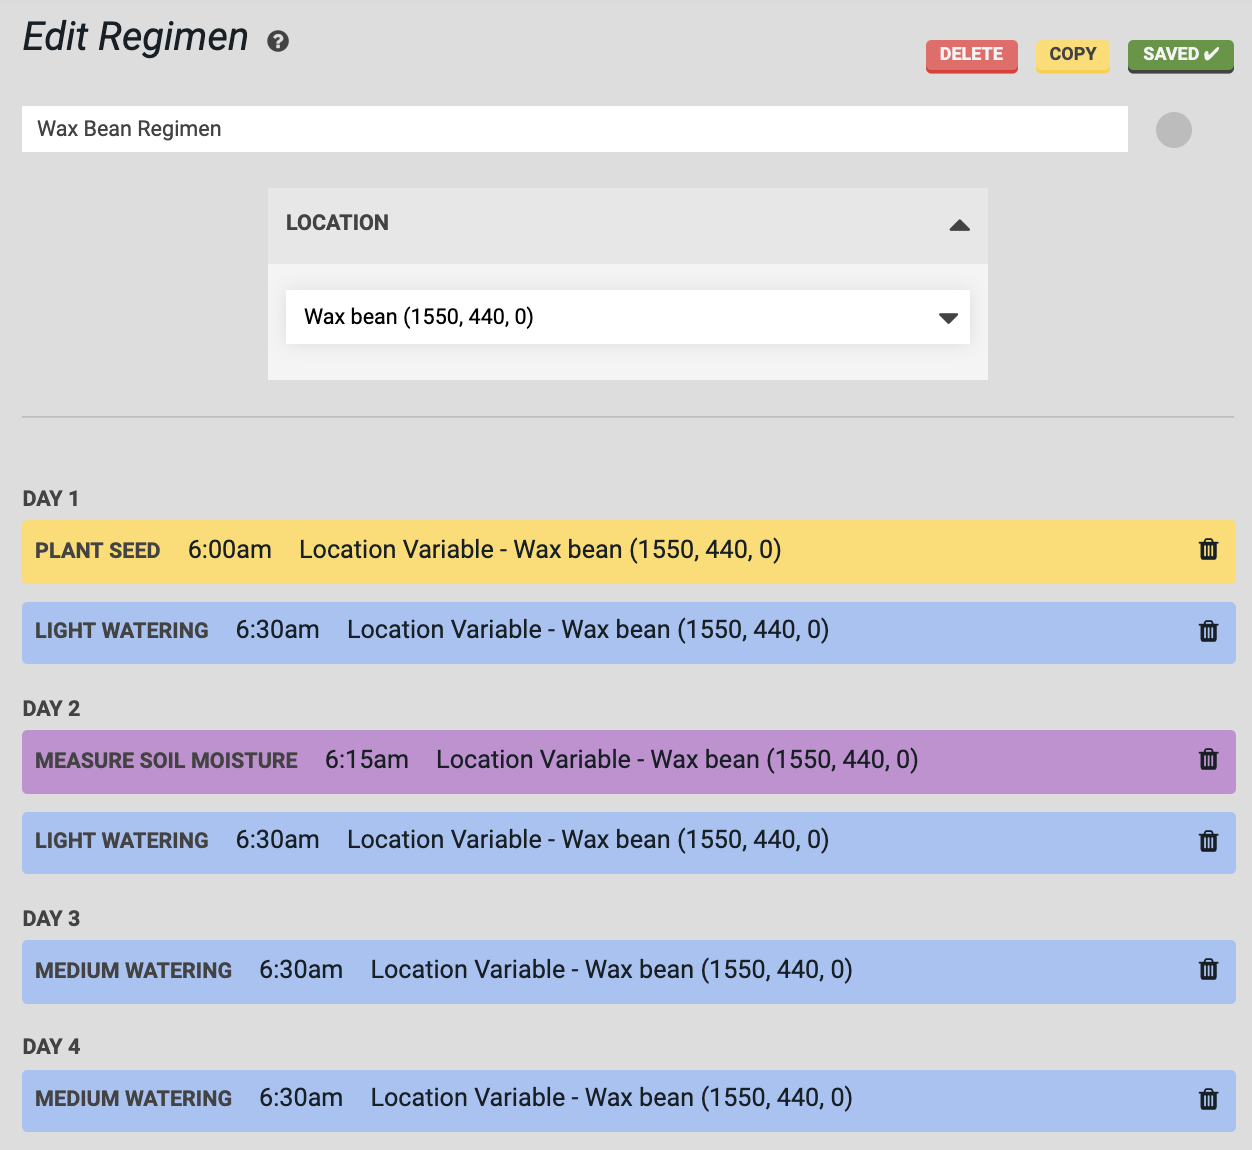 Edit Regimen ?
DELETE COPY SAVED ✔
Wax Bean Regimen
LOCATION
Wax bean (1550, 440, 0)
DAY 1
PLANT SEED 6:00am Location Variable - Wax bean (1550, 440, 0)
LIGHT WATERING 6:30am Location Variable - Wax bean (1550, 440, 0)
DAY 2
MEASURE SOIL MOISTURE 6:15am Location Variable - Wax bean (1550, 440, 0)
LIGHT WATERING 6:30am Location Variable - Wax bean (1550, 440, 0)
DAY 3
MEDIUM WATERING 6:30am Location Variable - Wax bean (1550, 440, 0)
DAY 4
MEDIUM WATERING 6:30am Location Variable - Wax bean (1550, 440, 0)